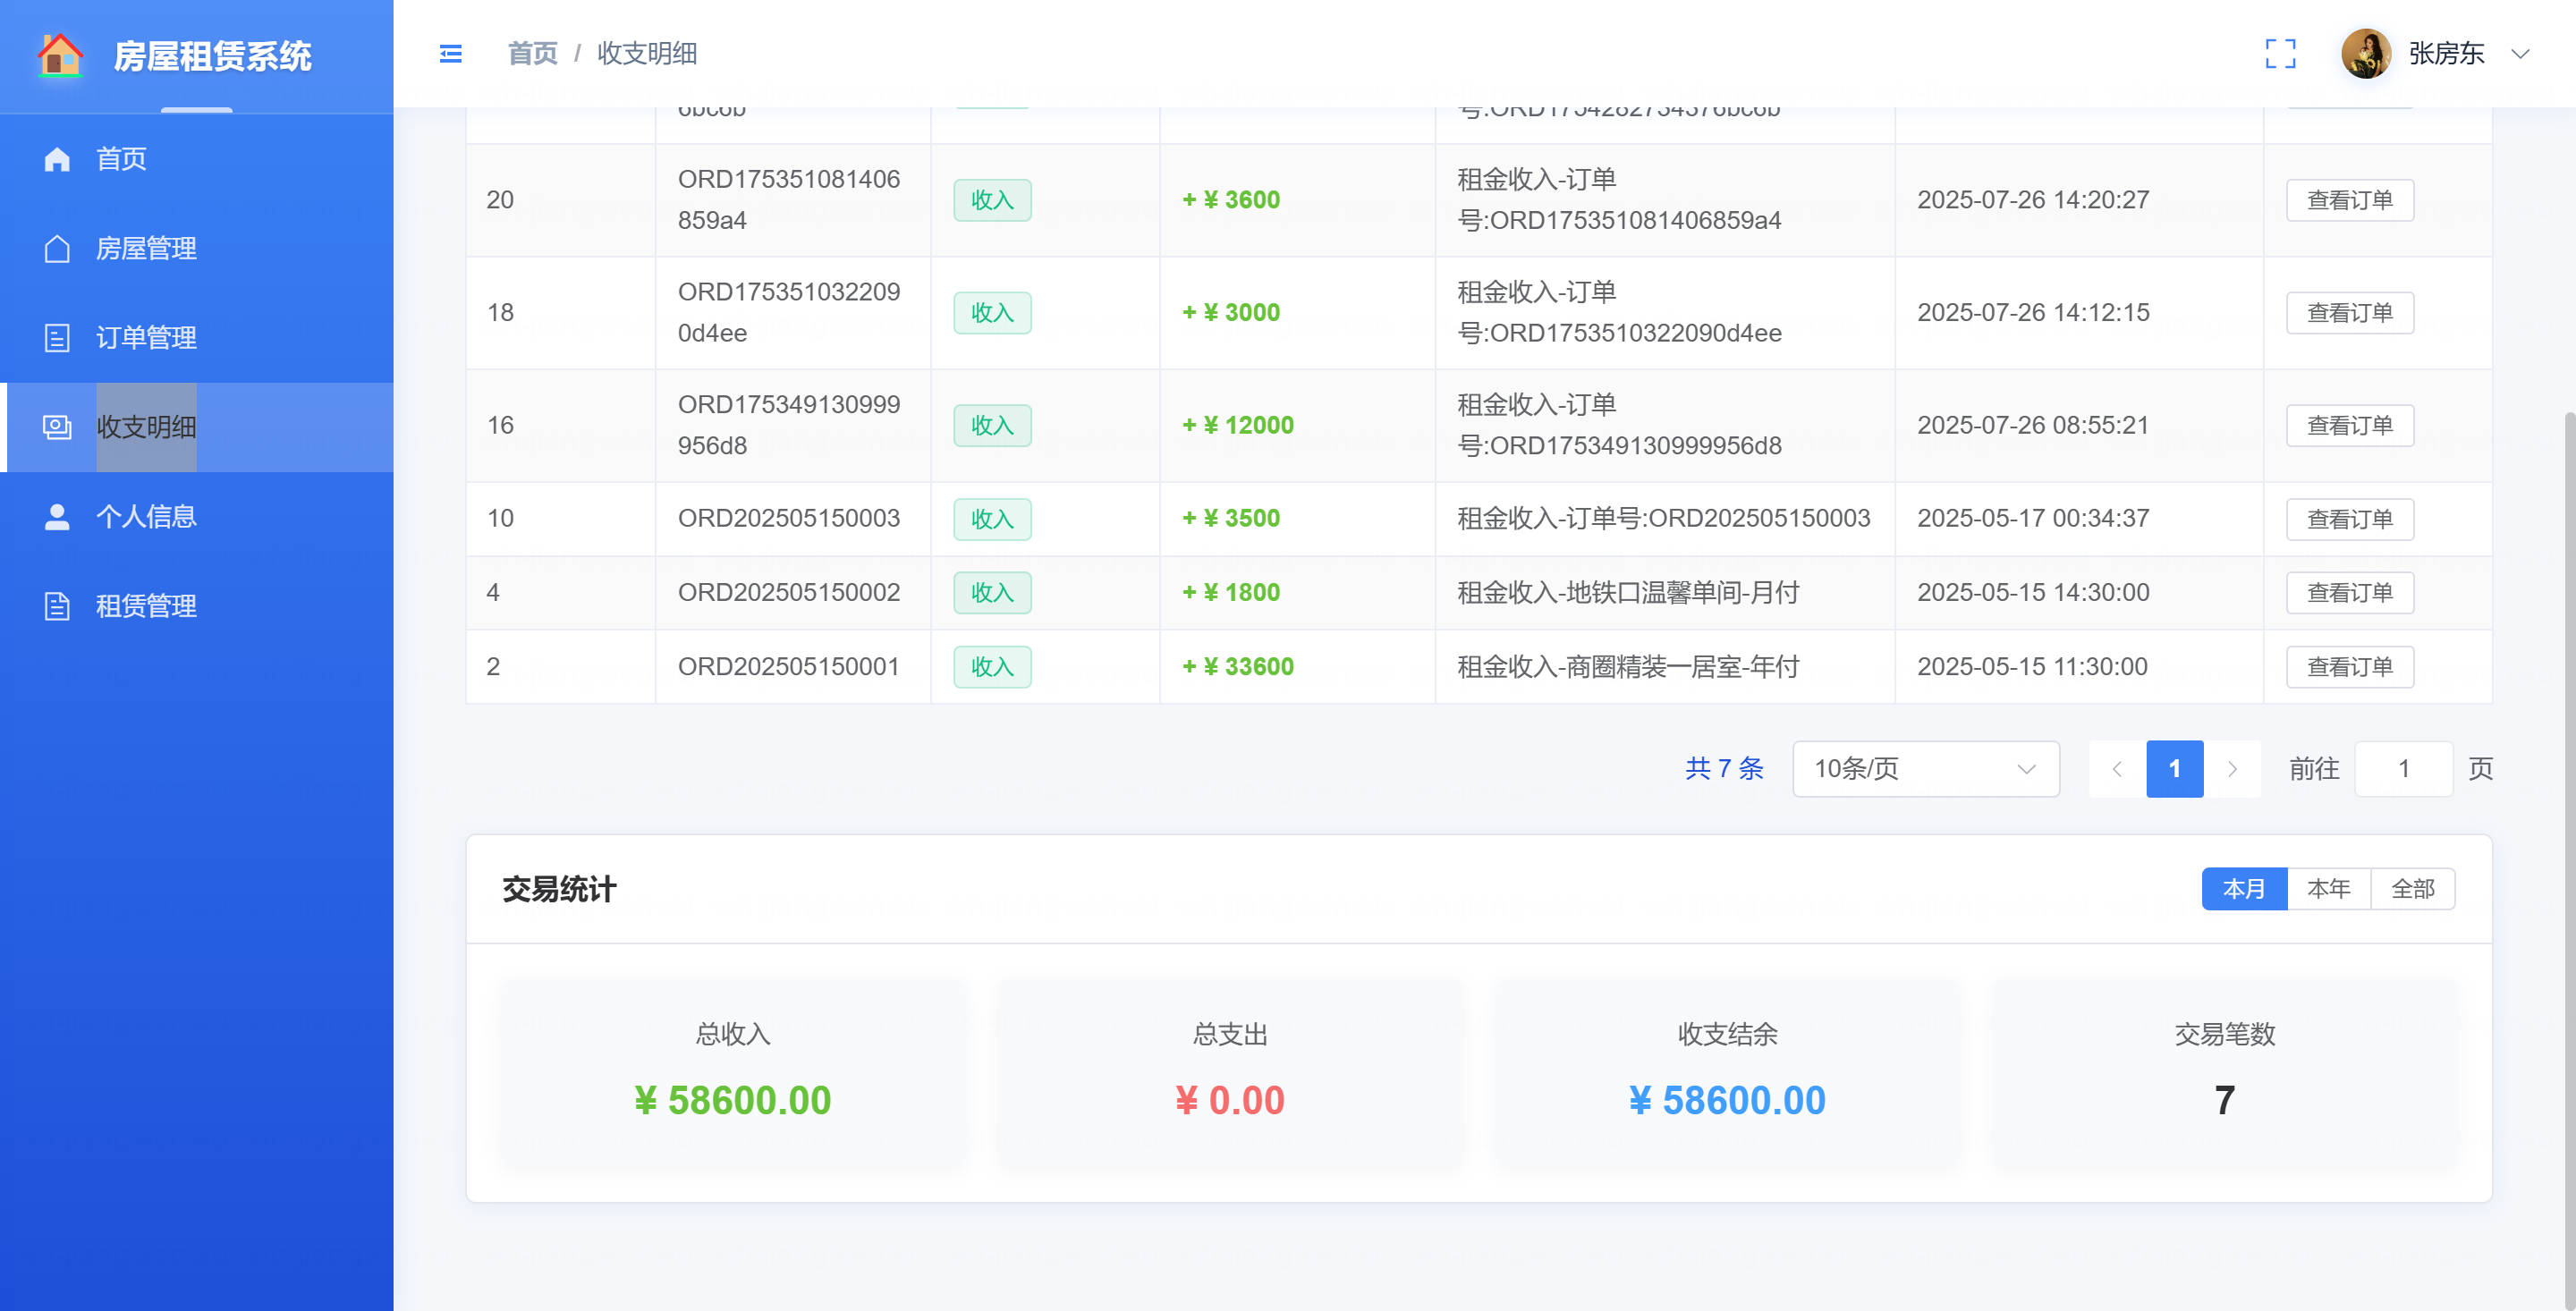 房屋租赁系统
首页 / 收支明细
张房东
首页
房屋管理
订单管理
收支明细
个人信息
租赁管理
6bc6b
号:ORD1754282734376bc6b
20
ORD175351081406
859a4
收入
+ ¥ 3600
租金收入-订单
号:ORD175351081406859a4
2025-07-26 14:20:27
查看订单
18
ORD175351032209
0d4ee
收入
+ ¥ 3000
租金收入-订单
号:ORD1753510322090d4ee
2025-07-26 14:12:15
查看订单
16
ORD175349130999
956d8
收入
+ ¥ 12000
租金收入-订单
号:ORD175349130999956d8
2025-07-26 08:55:21
查看订单
10
ORD202505150003
收入
+ ¥ 3500
租金收入-订单号:ORD202505150003
2025-05-17 00:34:37
查看订单
4
ORD202505150002
收入
+ ¥ 1800
租金收入-地铁口温馨单间-月付
2025-05-15 14:30:00
查看订单
2
ORD202505150001
收入
+ ¥ 33600
租金收入-商圈精装一居室-年付
2025-05-15 11:30:00
查看订单
共 7 条
10条/页
1
前往 1 页
交易统计
本月 本年 全部
总收入
¥ 58600.00
总支出
¥ 0.00
收支结余
¥ 58600.00
交易笔数
7